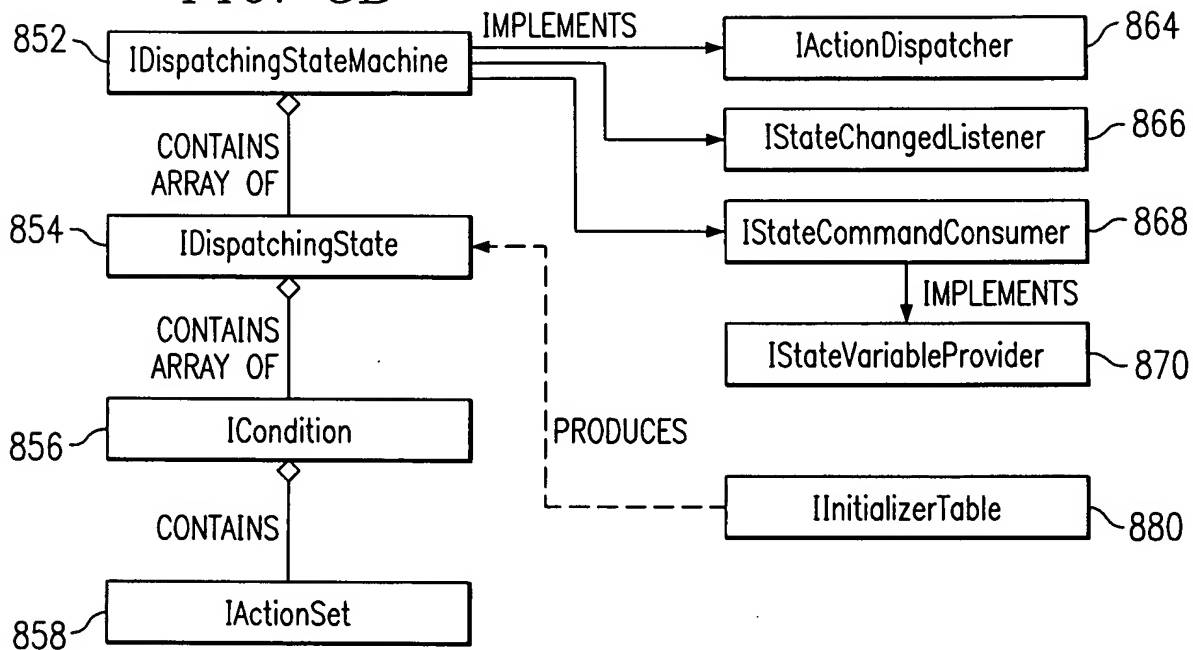 852
IDispatchingStateMachine
IMPLEMENTS
IActionDispatcher
864
IStateChangedListener
866
CONTAINS
ARRAY OF
854
IDispatchingState
IStateCommandConsumer
868
IMPLEMENTS
CONTAINS
ARRAY OF
IStateVariableProvider
870
856
ICondition
PRODUCES
CONTAINS
IInitializerTable
880
858
IActionSet